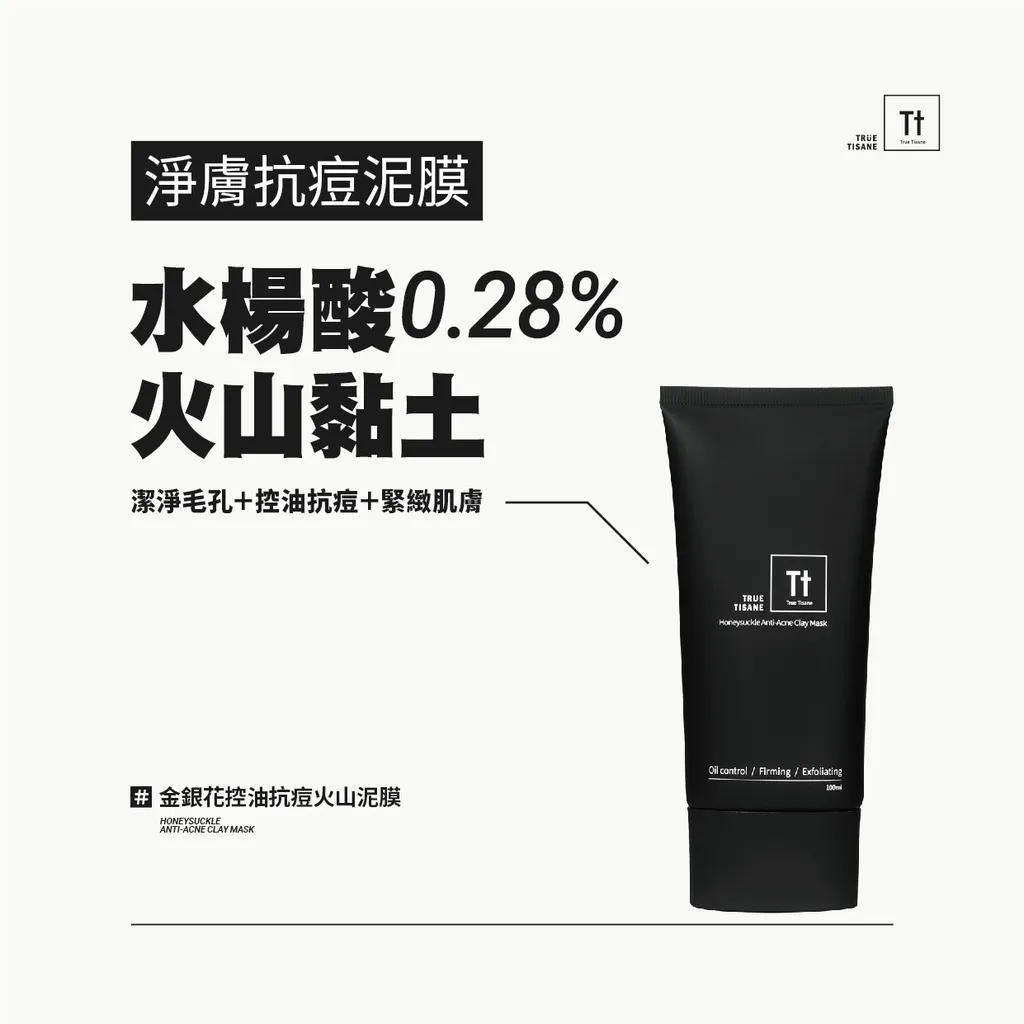 TRUE
TISANE
Tt
True Tisane
淨膚抗痘泥膜
水楊酸0.28%
火山黏土
潔淨毛孔+控油抗痘+緊緻肌膚
TRUE
TISANE
Tt
True Tisane
Honeysuckle Anti-Acne Clay Mask
Oil control / Firming / Exfoliating
100ml
# 金銀花控油抗痘火山泥膜
HONEYSUCKLE
ANTI-ACNE CLAY MASK